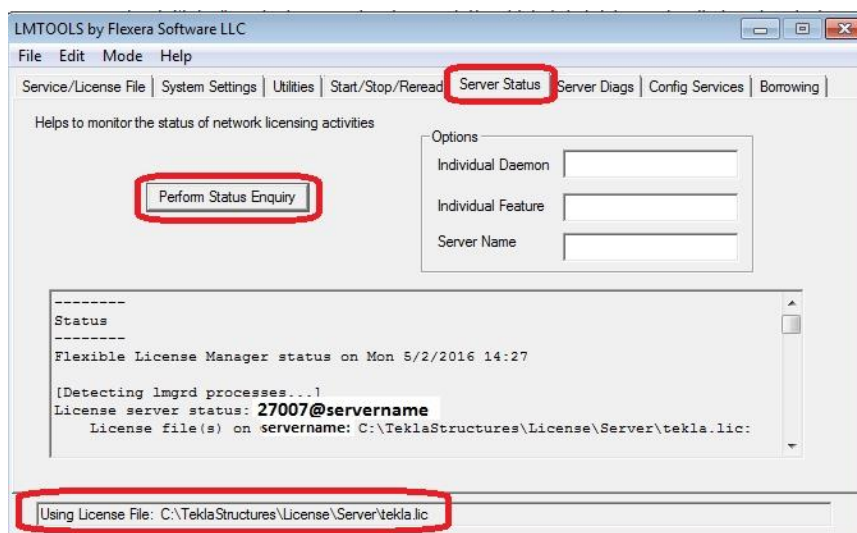 LMTOOLS by Flexera Software LLC
File Edit Mode Help
Service/License File System Settings Utilities Start/Stop/Reread Server Status Server Diags Config Services Borrowing
Helps to monitor the status of network licensing activities
Options
Individual Daemon
Perform Status Enquiry
Individual Feature
Server Name
--------
Status
--------
Flexible License Manager status on Mon 5/2/2016 14:27
[Detecting lmgrd processes...]
License server status: 27007@servername
License file(s) on servername: C:\TeklaStructures\License\Server\tekla.lic:
Using License File: C:\TeklaStructures\License\Server\tekla.lic